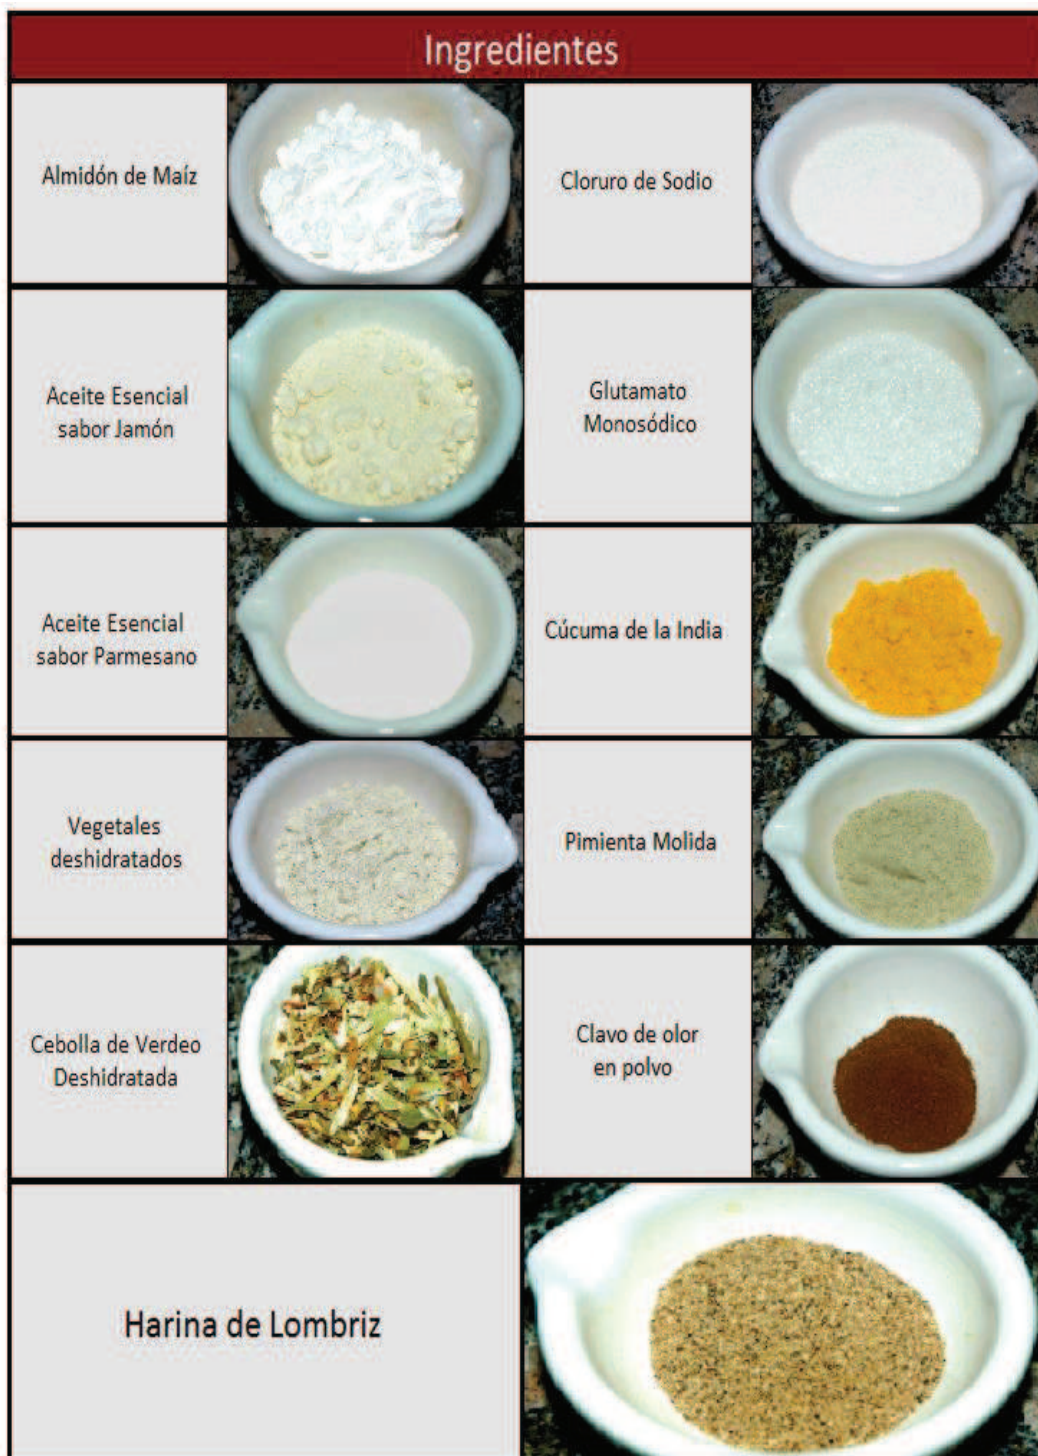 Ingredientes
Almidón de Maíz
Cloruro de Sodio
Aceite Esencial
sabor Jamón
Glutamato
Monosódico
Aceite Esencial
sabor Parmesano
Cúcuma de la India
Vegetales
deshidratados
Pimienta Molida
Cebolla de Verdeo
Deshidratada
Clavo de olor
en polvo
Harina de Lombriz